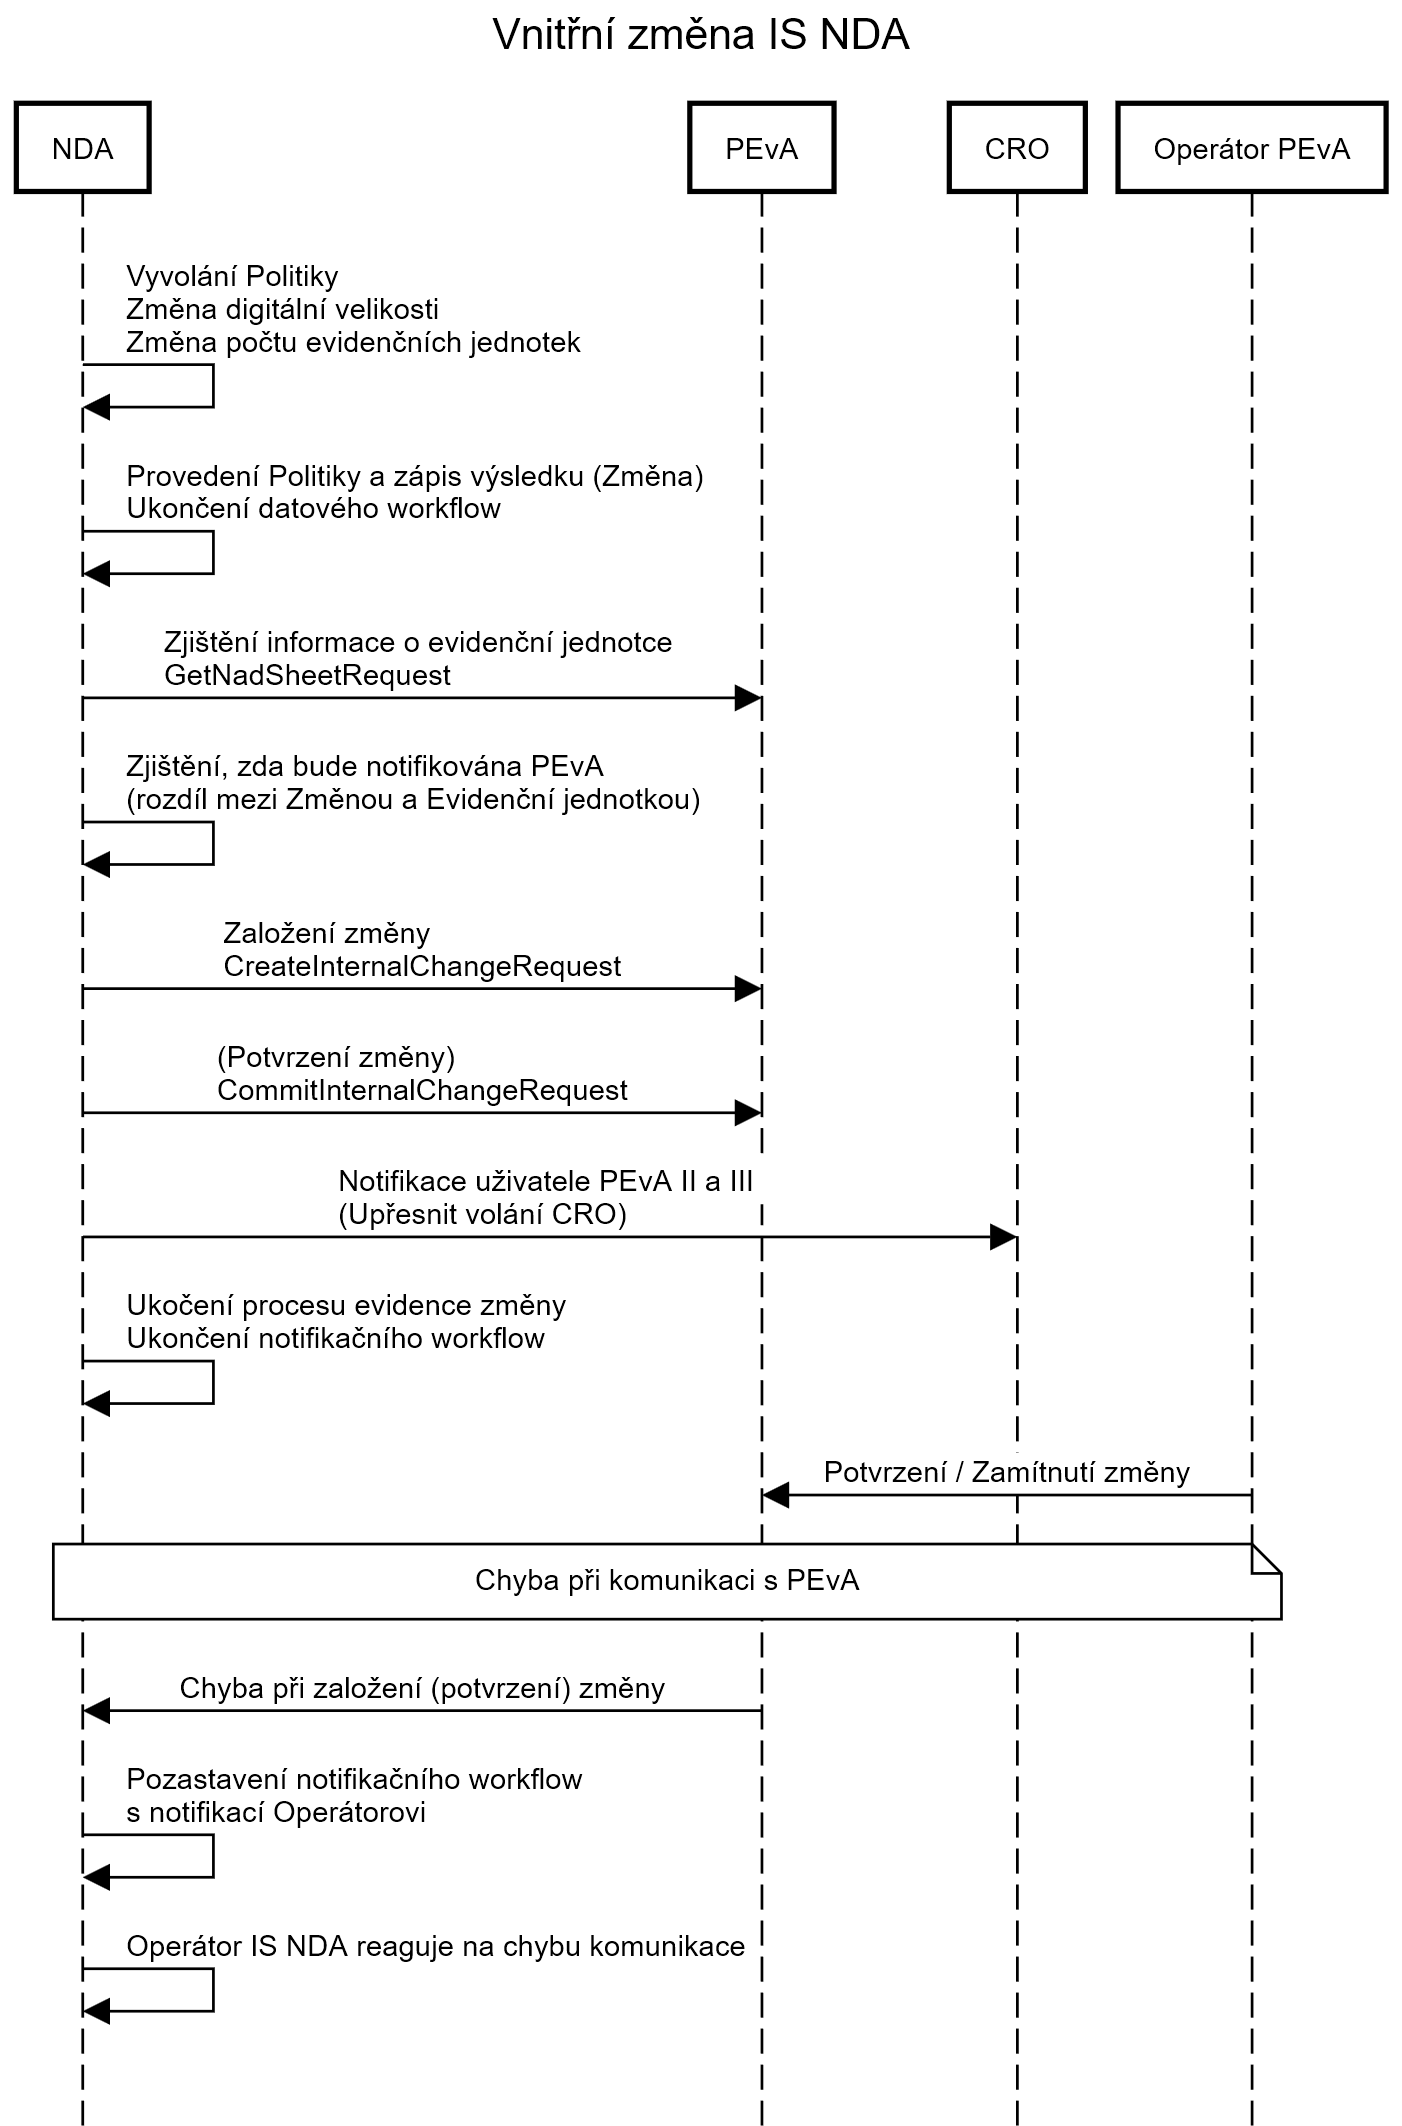 Vnitřní změna IS NDA
NDA
PEvA
CRO
Operátor PEvA
Vyvolání Politiky
Změna digitální velikosti
Změna počtu evidenčních jednotek
Provedení Politiky a zápis výsledku (Změna)
Ukončení datového workflow
Zjištění informace o evidenční jednotce
GetNadSheetRequest
Zjištění, zda bude notifikována PEvA
(rozdíl mezi Změnou a Evidenční jednotkou)
Založení změny
CreateInternalChangeRequest
(Potvrzení změny)
CommitInternalChangeRequest
Notifikace uživatele PEvA II a III
(Upřesnit volání CRO)
Ukočení procesu evidence změny
Ukončení notifikačního workflow
Potvrzení / Zamítnutí změny
Chyba při komunikaci s PEvA
Chyba při založení (potvrzení) změny
Pozastavení notifikačního workflow
s notifikací Operátorovi
Operátor IS NDA reaguje na chybu komunikace